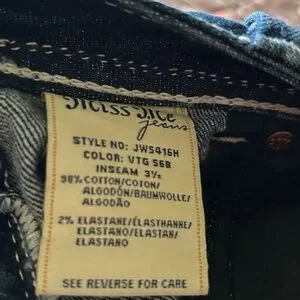 Miss Me
jeans
STYLE NO: JW5416H
COLOR: VTG 568
INSEAM 3½
98% COTTON/COTON/
ALGODÓN/BAUMWOLLE/
ALGODÃO
2% ELASTANE/ÉLASTHANNE/
ELASTANO/ELASTAN/
ELASTANO
SEE REVERSE FOR CARE